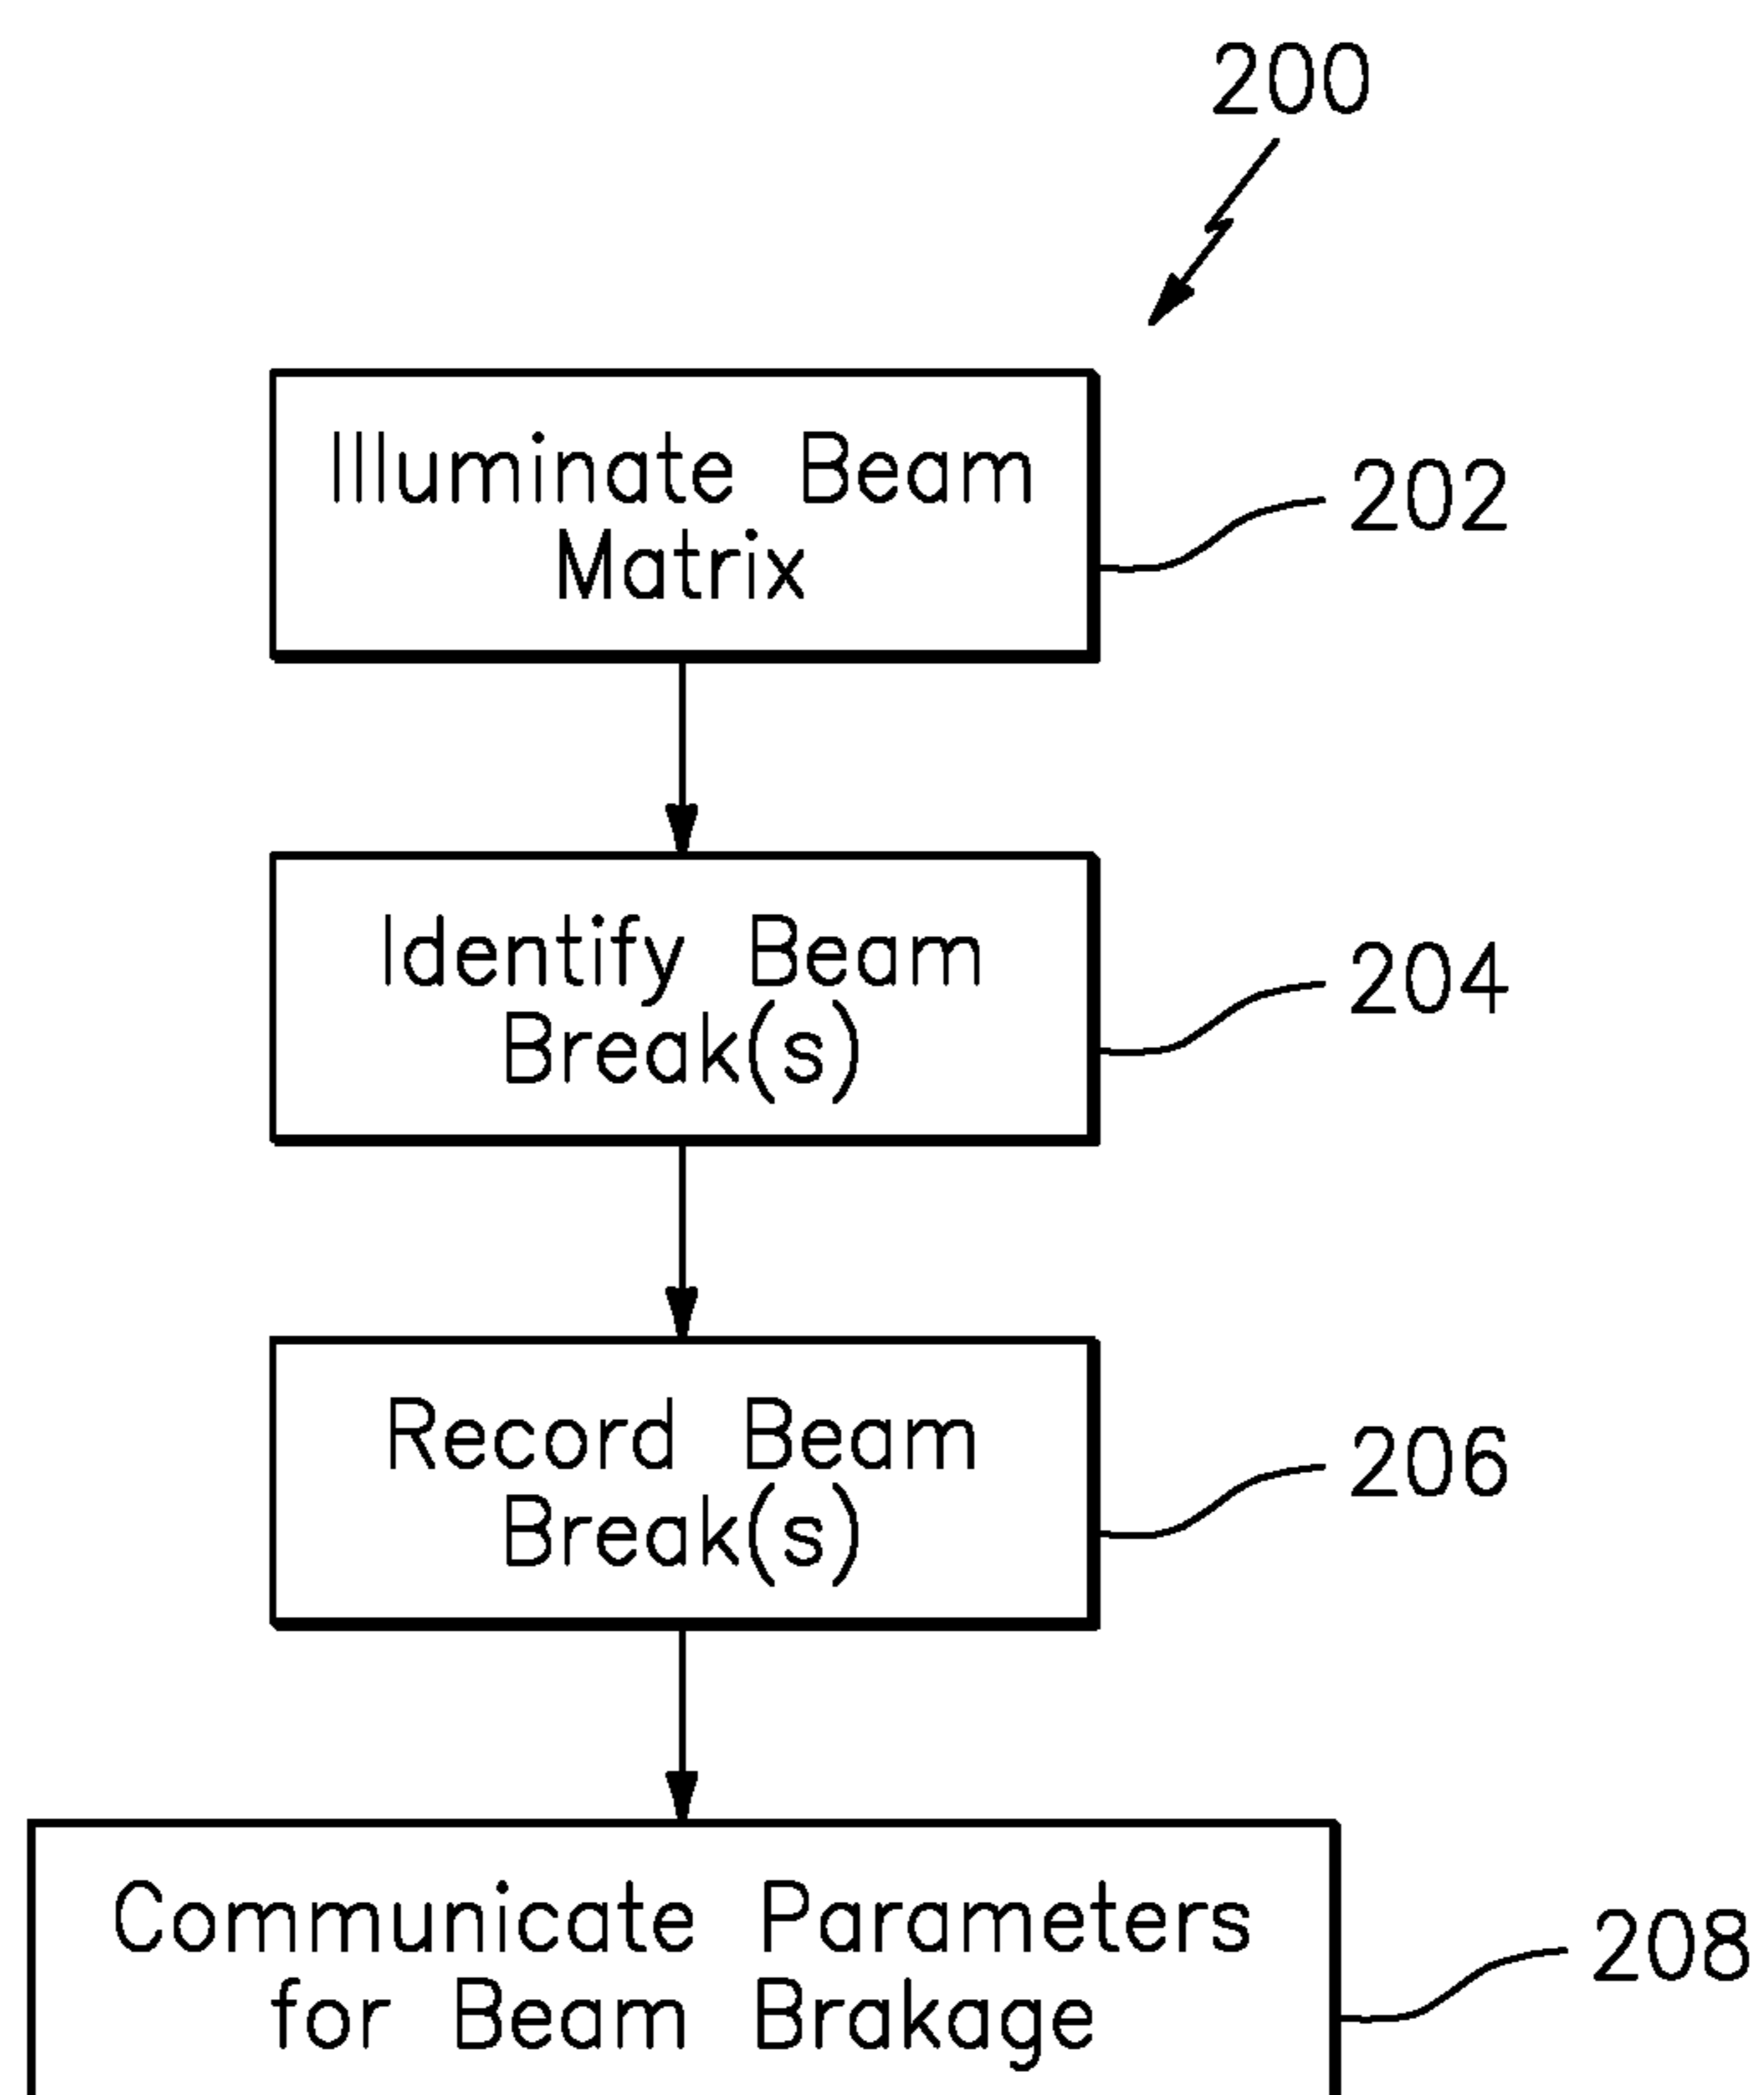 200
Illuminate Beam
Matrix
202
Identify Beam
Break(s)
204
Record Beam
Break(s)
206
Communicate Parameters
for Beam Brakage
208